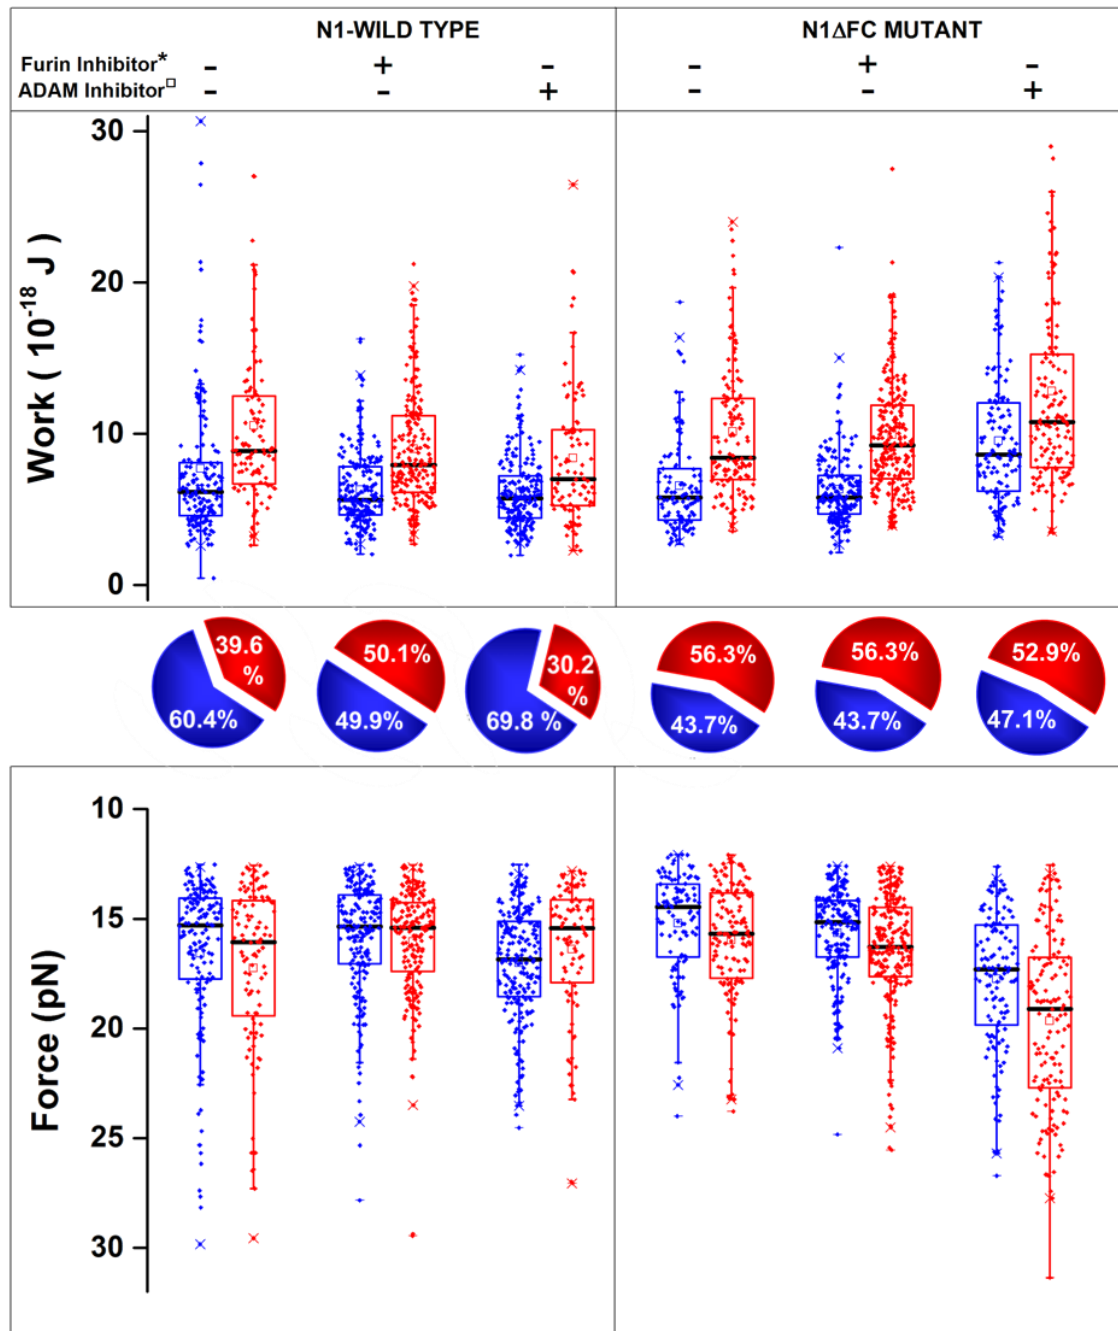 N1-WILD TYPE N1ΔFC MUTANT
Furin Inhibitor* – + – – + –
ADAM Inhibitor□ – – + – – +
Work ( 10⁻¹⁸ J )
30
20
10
0
39.6 % 60.4%
50.1% 49.9%
30.2 % 69.8 %
56.3% 43.7%
56.3% 43.7%
52.9% 47.1%
Force (pN)
10
15
20
25
30